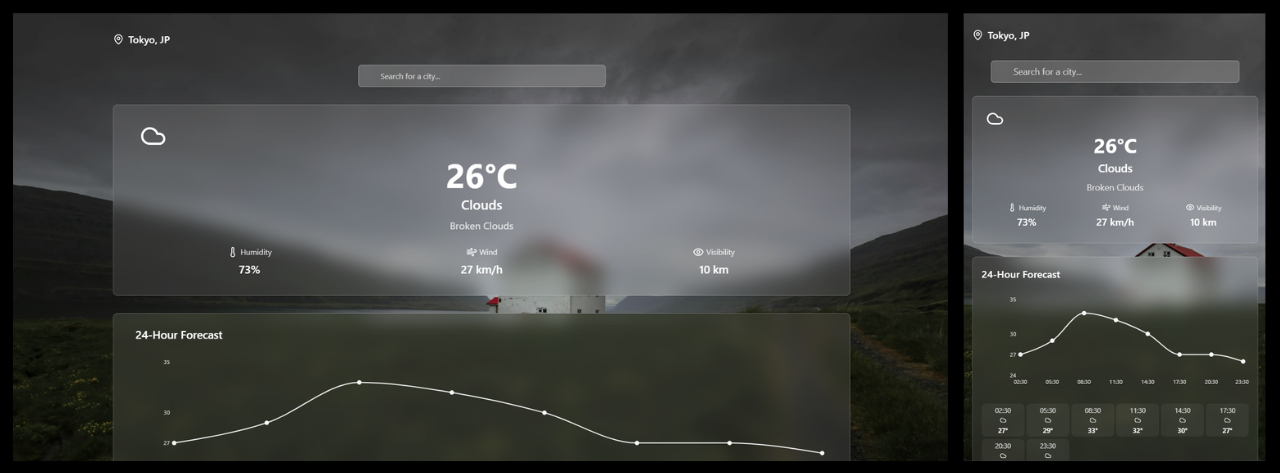 Tokyo, JP
Search for a city...
26°C
Clouds
Broken Clouds
Humidity Wind Visibility
73% 27 km/h 10 km
24-Hour Forecast
35
30
27
Tokyo, JP
Search for a city...
26°C
Clouds
Broken Clouds
Humidity Wind Visibility
73% 27 km/h 10 km
24-Hour Forecast
35
30
27
24
02:30 05:30 08:30 11:30 14:30 17:30 20:30 23:30
02:30 05:30 08:30 11:30 14:30 17:30
27° 29° 33° 32° 30° 27°
20:30 23:30